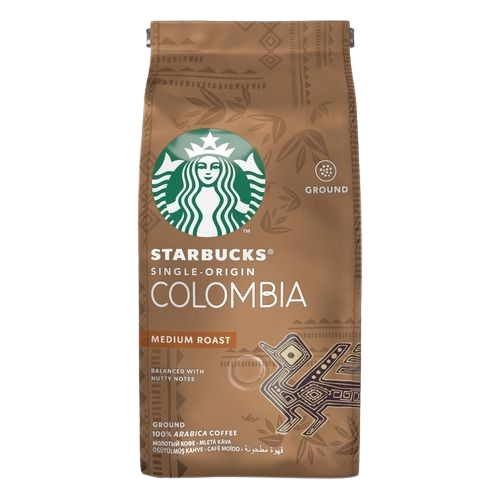 GROUND
™
STARBUCKS®
SINGLE-ORIGIN
COLOMBIA
MEDIUM ROAST
BALANCED WITH
NUTTY NOTES
GROUND
100% ARABICA COFFEE
МОЛОТЫЙ КОФЕ • MLETÁ KÁVA
ÖĞÜTÜLMÜŞ KAHVE • CAFÉ MOÍDO • قهوة مطحونة